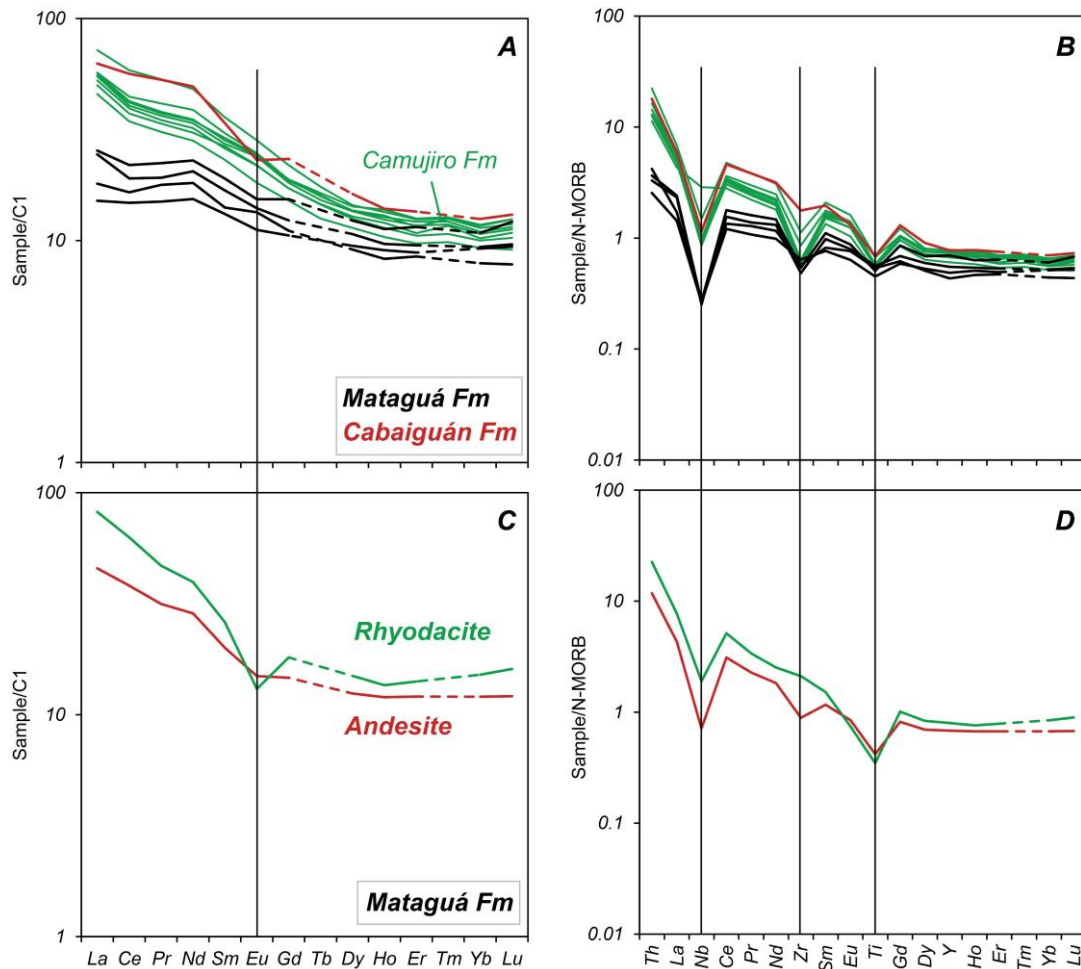 100
10
1
Sample/C1
A
Camujiro Fm
Mataguá Fm
Cabaiguán Fm
100
10
1
0.1
0.01
Sample/N-MORB
B
100
10
1
Sample/C1
C
Rhyodacite
Andesite
Mataguá Fm
La Ce Pr Nd Sm Eu Gd Tb Dy Ho Er Tm Yb Lu
100
10
1
0.1
0.01
Sample/N-MORB
D
Th La Nb Ce Pr Nd Zr Sm Eu Ti Gd Dy Y Ho Er Tm Yb Lu